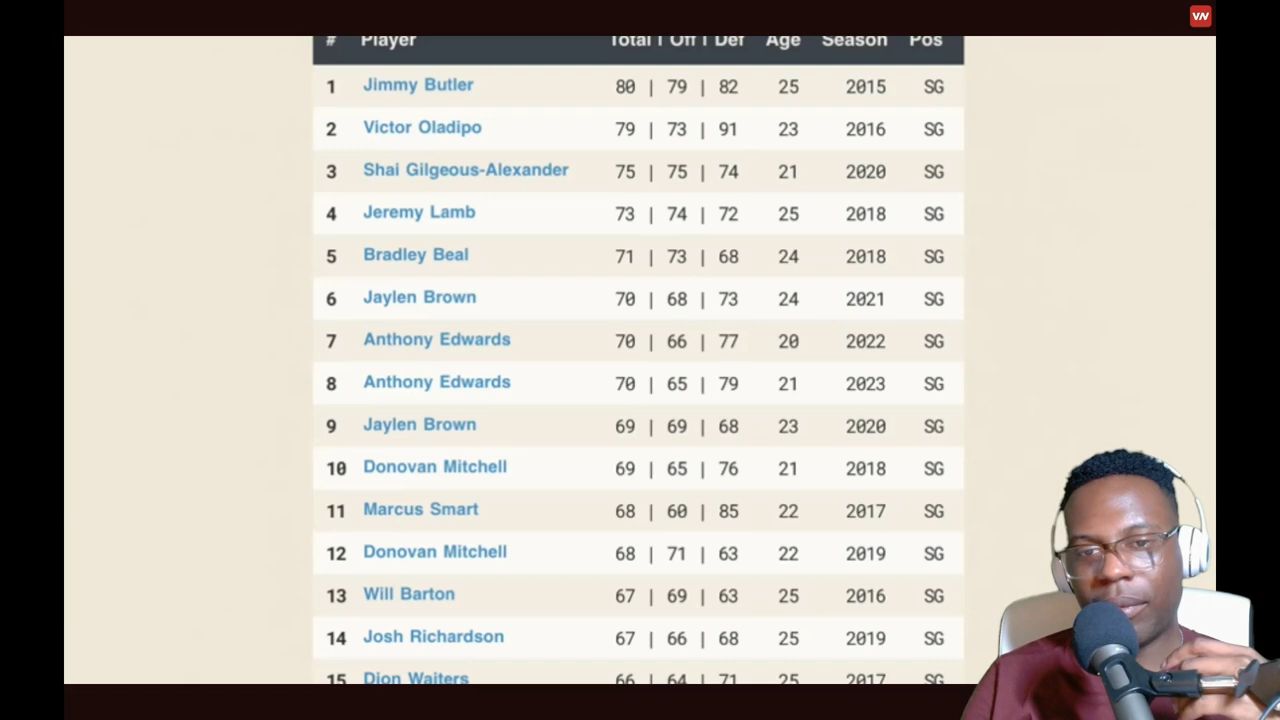 VN
# Player Total | Off | Def Age Season Pos
1 Jimmy Butler 80 | 79 | 82 25 2015 SG
2 Victor Oladipo 79 | 73 | 91 23 2016 SG
3 Shai Gilgeous-Alexander 75 | 75 | 74 21 2020 SG
4 Jeremy Lamb 73 | 74 | 72 25 2018 SG
5 Bradley Beal 71 | 73 | 68 24 2018 SG
6 Jaylen Brown 70 | 68 | 73 24 2021 SG
7 Anthony Edwards 70 | 66 | 77 20 2022 SG
8 Anthony Edwards 70 | 65 | 79 21 2023 SG
9 Jaylen Brown 69 | 69 | 68 23 2020 SG
10 Donovan Mitchell 69 | 65 | 76 21 2018 SG
11 Marcus Smart 68 | 60 | 85 22 2017 SG
12 Donovan Mitchell 68 | 71 | 63 22 2019 SG
13 Will Barton 67 | 69 | 63 25 2016 SG
14 Josh Richardson 67 | 66 | 68 25 2019 SG
15 Dion Waiters 66 | 64 | 71 25 2017 SG